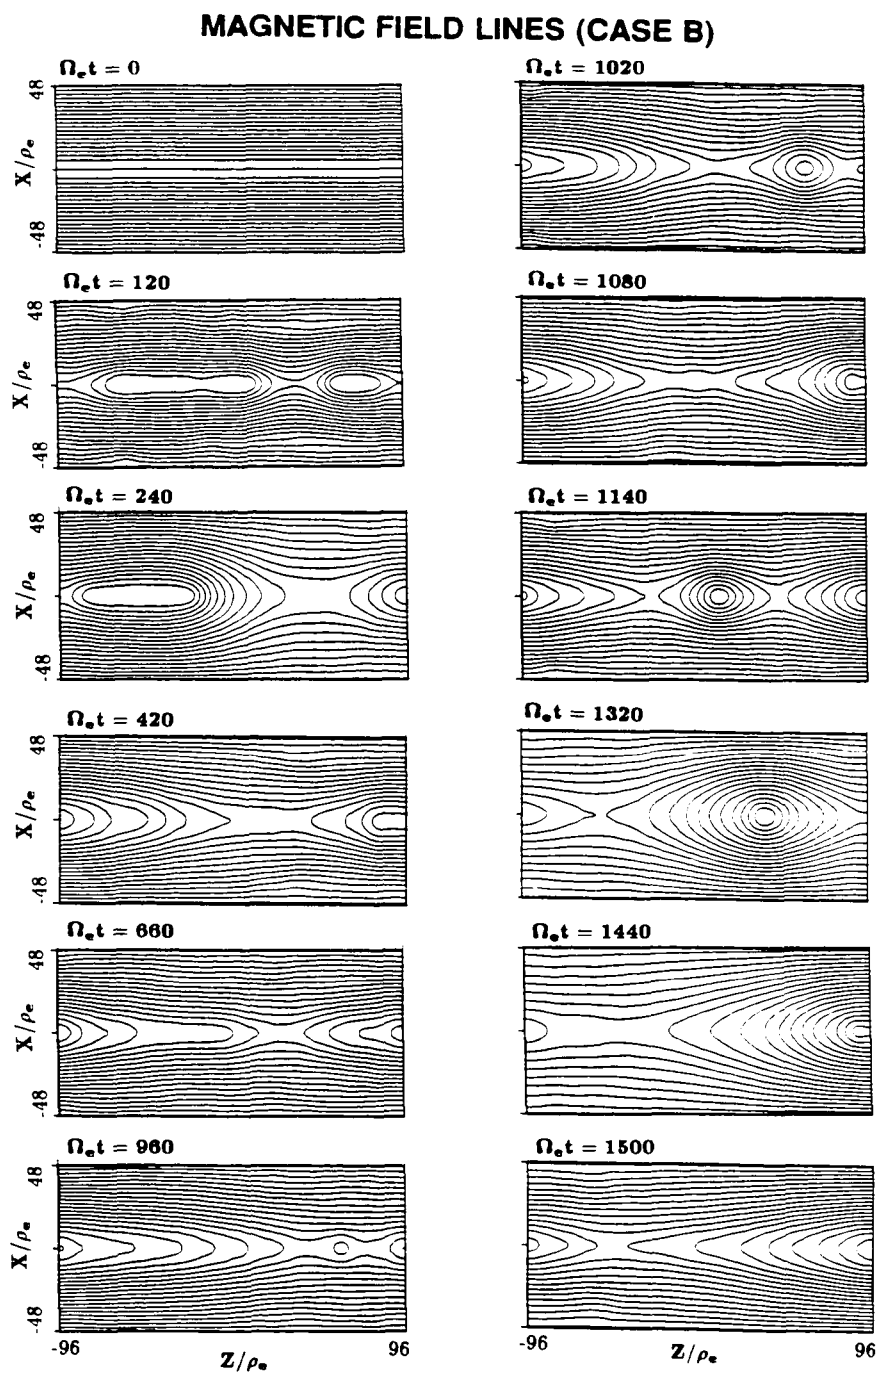 MAGNETIC FIELD LINES (CASE B)
Ωₑt = 0
48
X/ρₑ
-48
Ωₑt = 120
48
X/ρₑ
-48
Ωₑt = 240
48
X/ρₑ
-48
Ωₑt = 420
48
X/ρₑ
-48
Ωₑt = 660
48
X/ρₑ
-48
Ωₑt = 960
48
X/ρₑ
-48
-96
Z/ρₑ
96
Ωₑt = 1020
Ωₑt = 1080
Ωₑt = 1140
Ωₑt = 1320
Ωₑt = 1440
Ωₑt = 1500
-96
Z/ρₑ
96